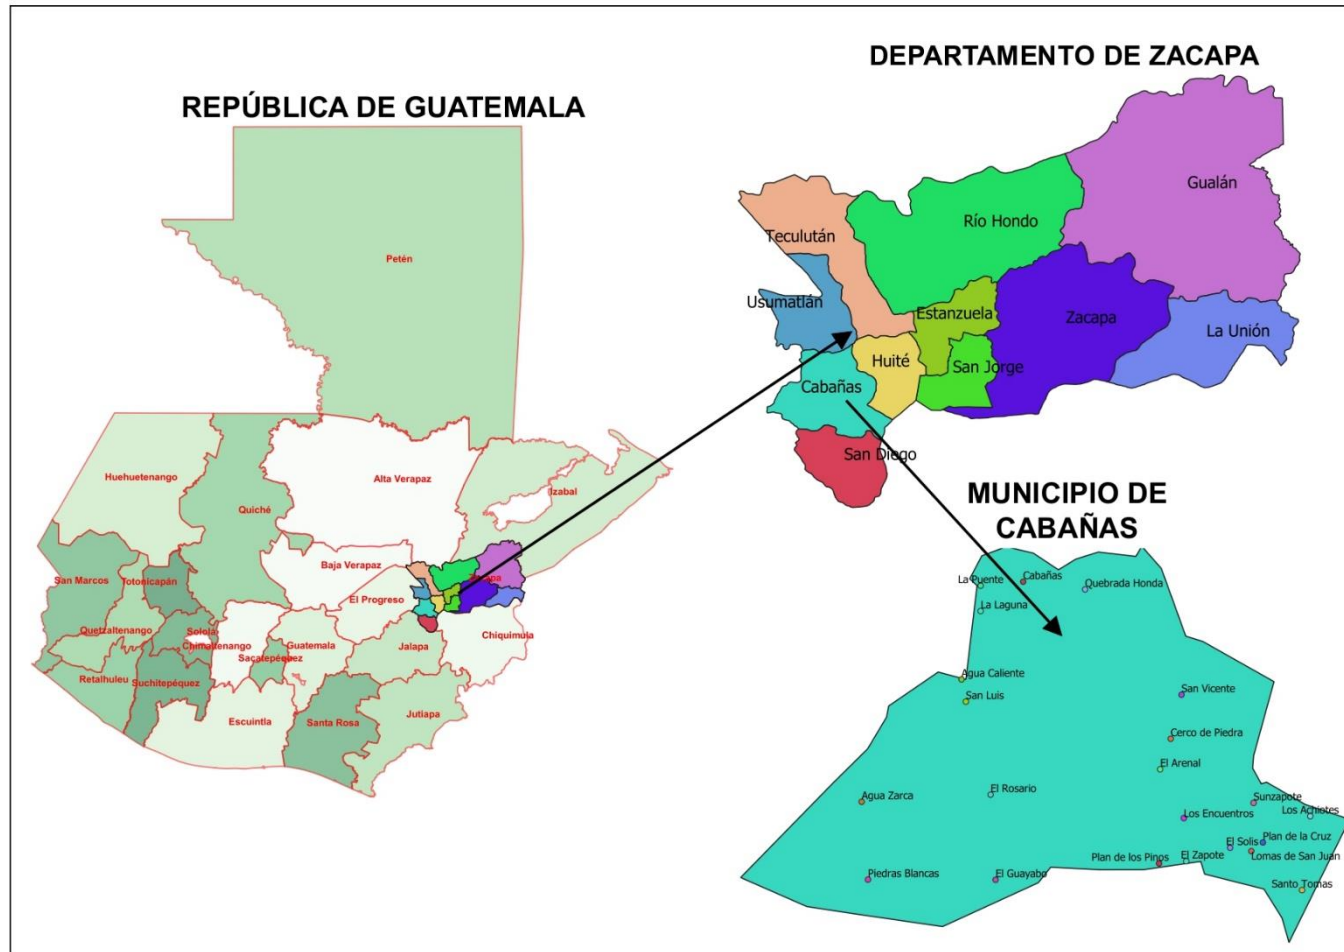 REPÚBLICA DE GUATEMALA
Petén
Huehuetenango
Quiché
Alta Verapaz
Izabal
San Marcos
Totonicapán
Baja Verapaz
El Progreso
Zacapa
Quetzaltenango
Sololá
Chimaltenango
Sacatepéquez
Guatemala
Jalapa
Chiquimula
Retalhuleu
Suchitepéquez
Escuintla
Santa Rosa
Jutiapa
DEPARTAMENTO DE ZACAPA
Gualán
Río Hondo
Teculután
Usumatlán
Estanzuela
Zacapa
La Unión
Huité
San Jorge
Cabañas
San Diego
MUNICIPIO DE
CABAÑAS
La Puente
Cabañas
Quebrada Honda
La Laguna
Agua Caliente
San Luis
San Vicente
Cerco de Piedra
El Arenal
Agua Zarca
El Rosario
Sunzapote
Los Achiotes
Los Encuentros
El Solis
Plan de la Cruz
Plan de los Pinos
El Zapote
Lomas de San Juan
Piedras Blancas
El Guayabo
Santo Tomas